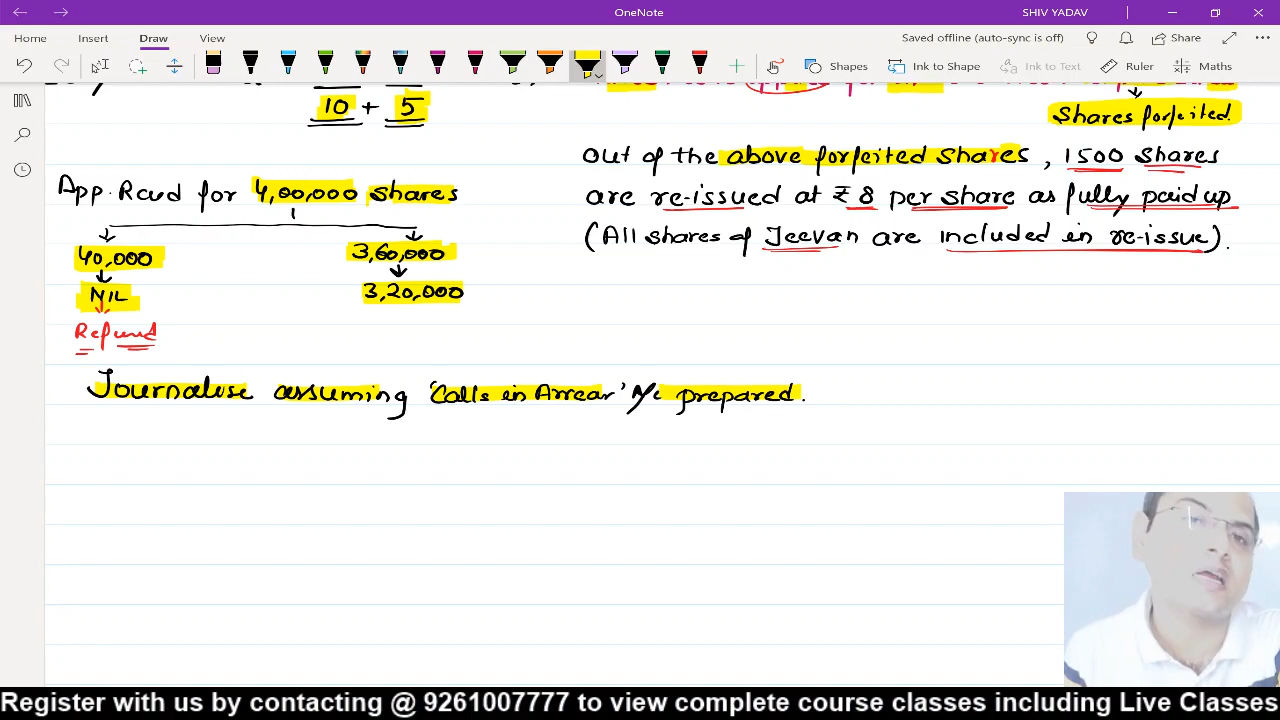 OneNote
SHIV YADAV
Home
Insert
Draw
View
Saved offline (auto-sync is off)
Share
Shapes
Ink to Shape
Ink to Text
Ruler
Maths
10 + 5
Shares forfeited.
Out of the above forfeited shares, 1500 shares
are re-issued at ₹ 8 per share as fully paid up
(All shares of Jeevan are included in re-issue).
App. Rcvd for 4,00,000 shares
40,000 3,60,000
NIL 3,20,000
Refund
Journalise assuming 'Calls in Arrear' A/c prepared.
Register with us by contacting @ 9261007777 to view complete course classes including Live Classes